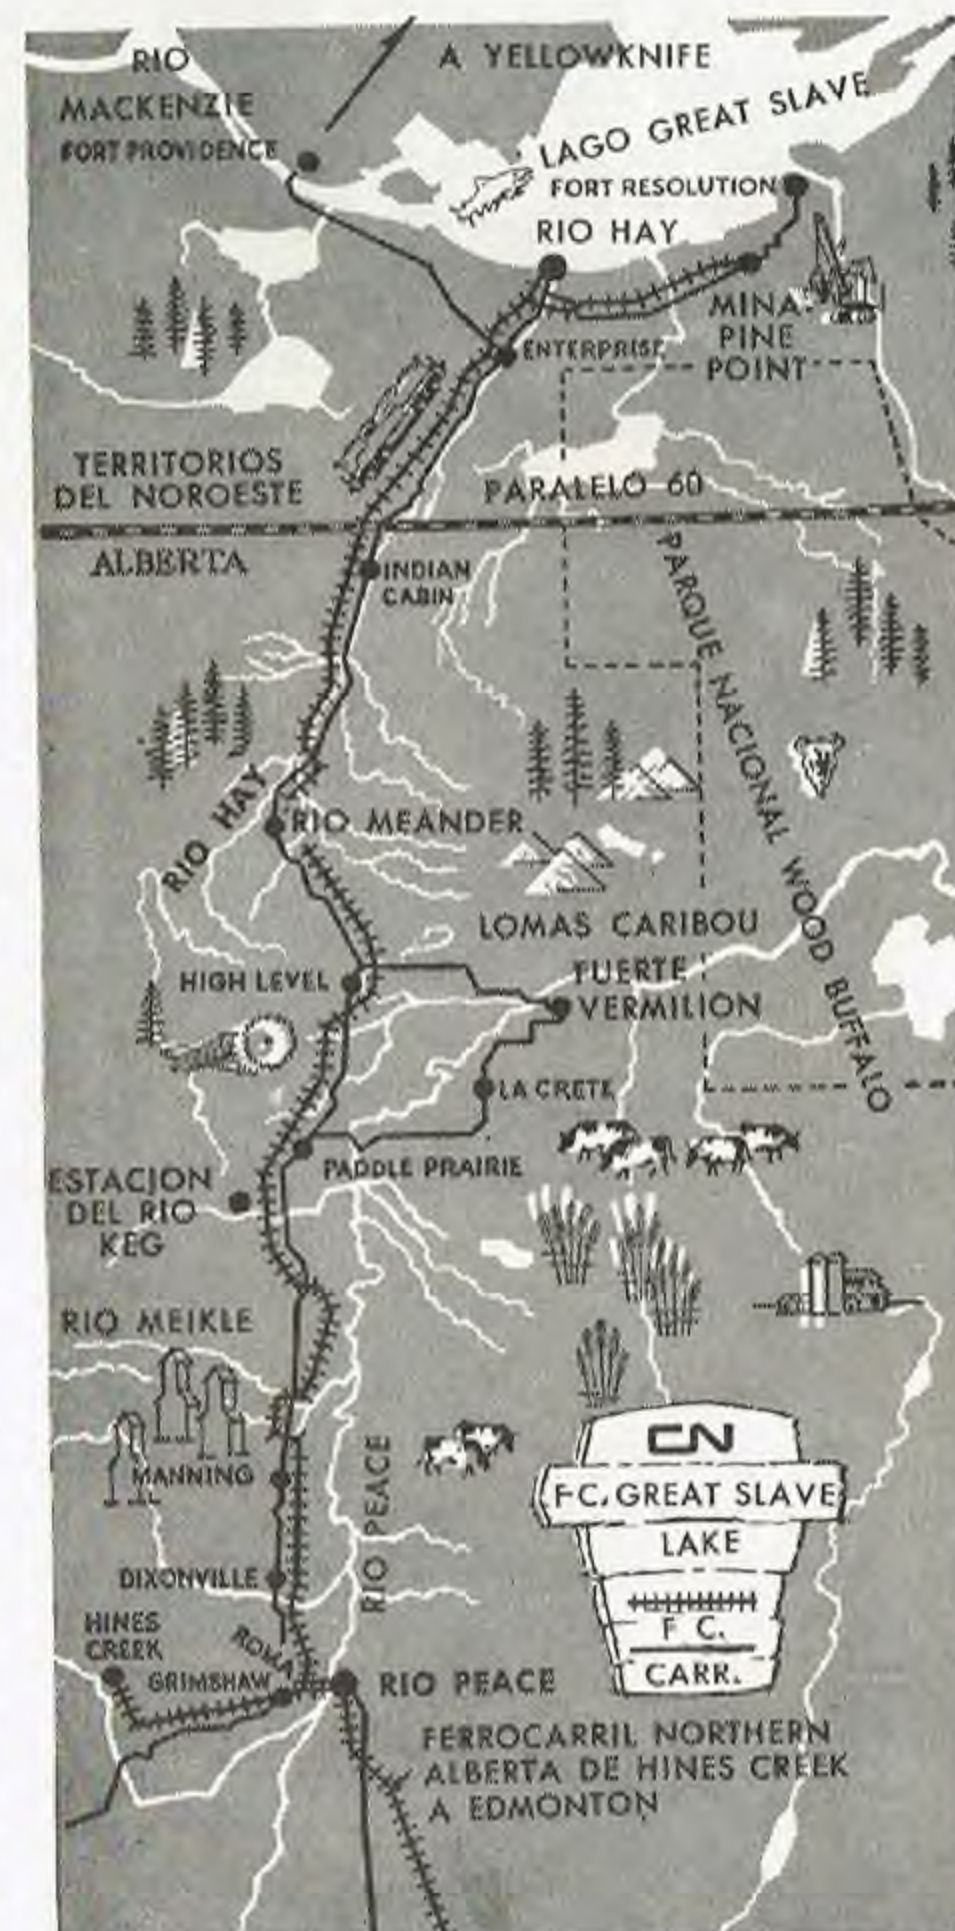 RIO
MACKENZIE
A YELLOWKNIFE
FORT PROVIDENCE
LAGO GREAT SLAVE
FORT RESOLUTION
RIO HAY
MINA
PINE
POINT
ENTERPRISE
TERRITORIOS
DEL NOROESTE
PARALELO 60
ALBERTA
INDIAN
CABIN
PARQUE NACIONAL WOOD BUFFALO
RIO HAY
RIO MEANDER
LOMAS CARIBOU
HIGH LEVEL
TUERTE
VERMILION
LA CRETE
PADDLE PRAIRIE
ESTACION
DEL RIO
KEG
RIO MEIKLE
MANNING
RIO PEACE
CN
F.C. GREAT SLAVE
LAKE
F C.
CARR.
DIXONVILLE
HINES
CREEK
ROMA
GRIMSHAW
RIO PEACE
FERROCARRIL NORTHERN
ALBERTA DE HINES CREEK
A EDMONTON